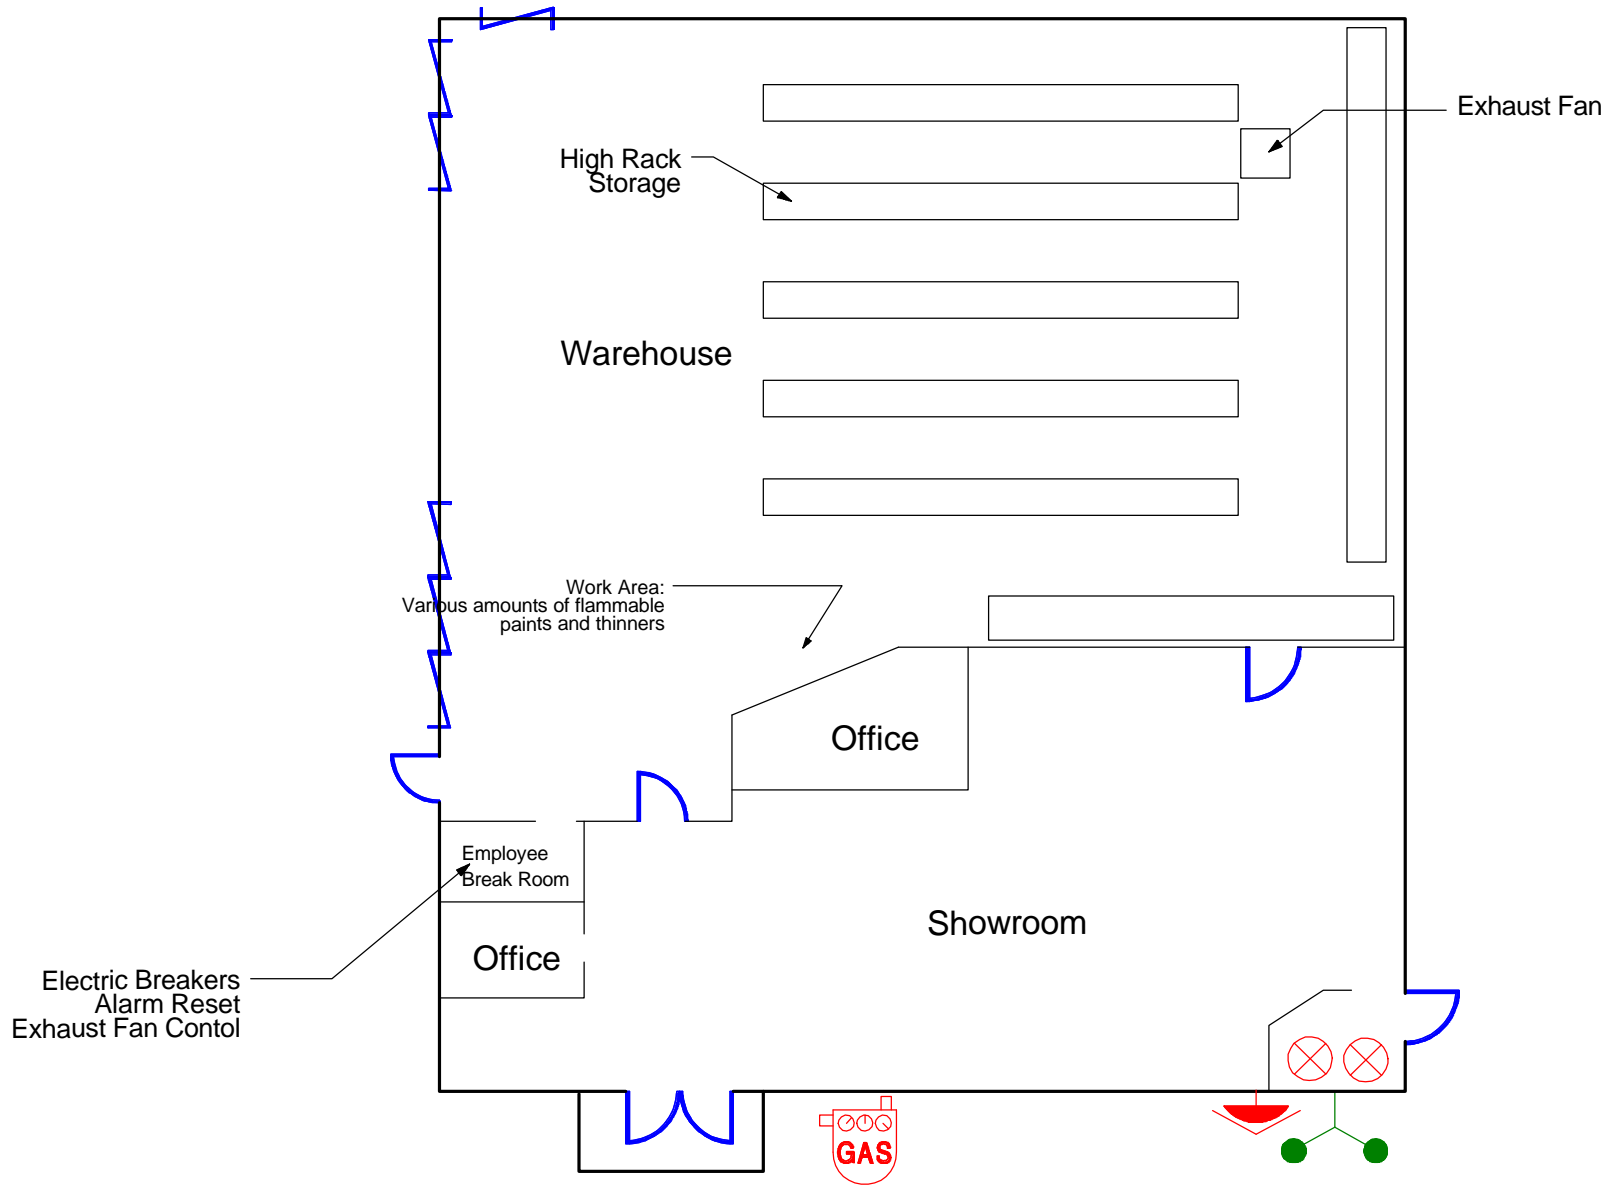 Exhaust Fan
High Rack
Storage
Warehouse
Work Area:
Various amounts of flammable
paints and thinners
Office
Employee
Break Room
Showroom
Office
Electric Breakers
Alarm Reset
Exhaust Fan Contol
GAS